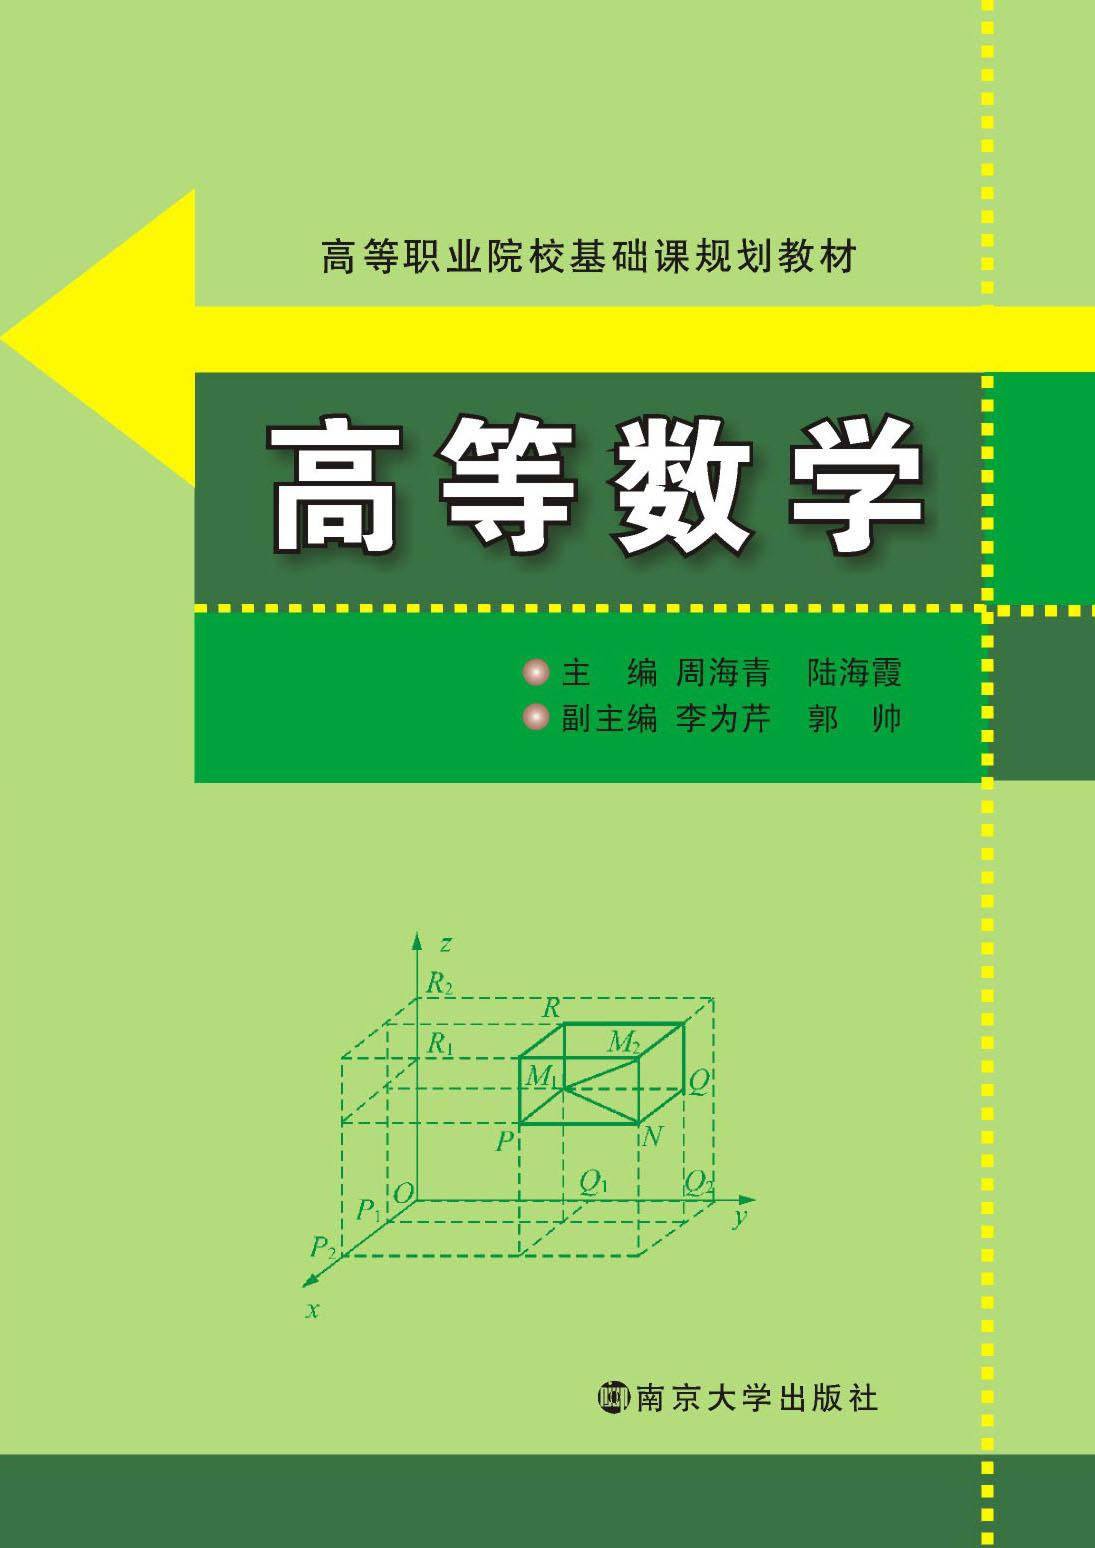 高等职业院校基础课规划教材
高等数学
主 编 周海青 陆海霞
副主编 李为芹 郭 帅
z
R₂
R
R₁
M₂
M₁
Q
P
N
O
Q₁
Q₂
P₁
y
P₂
x
南京大学出版社